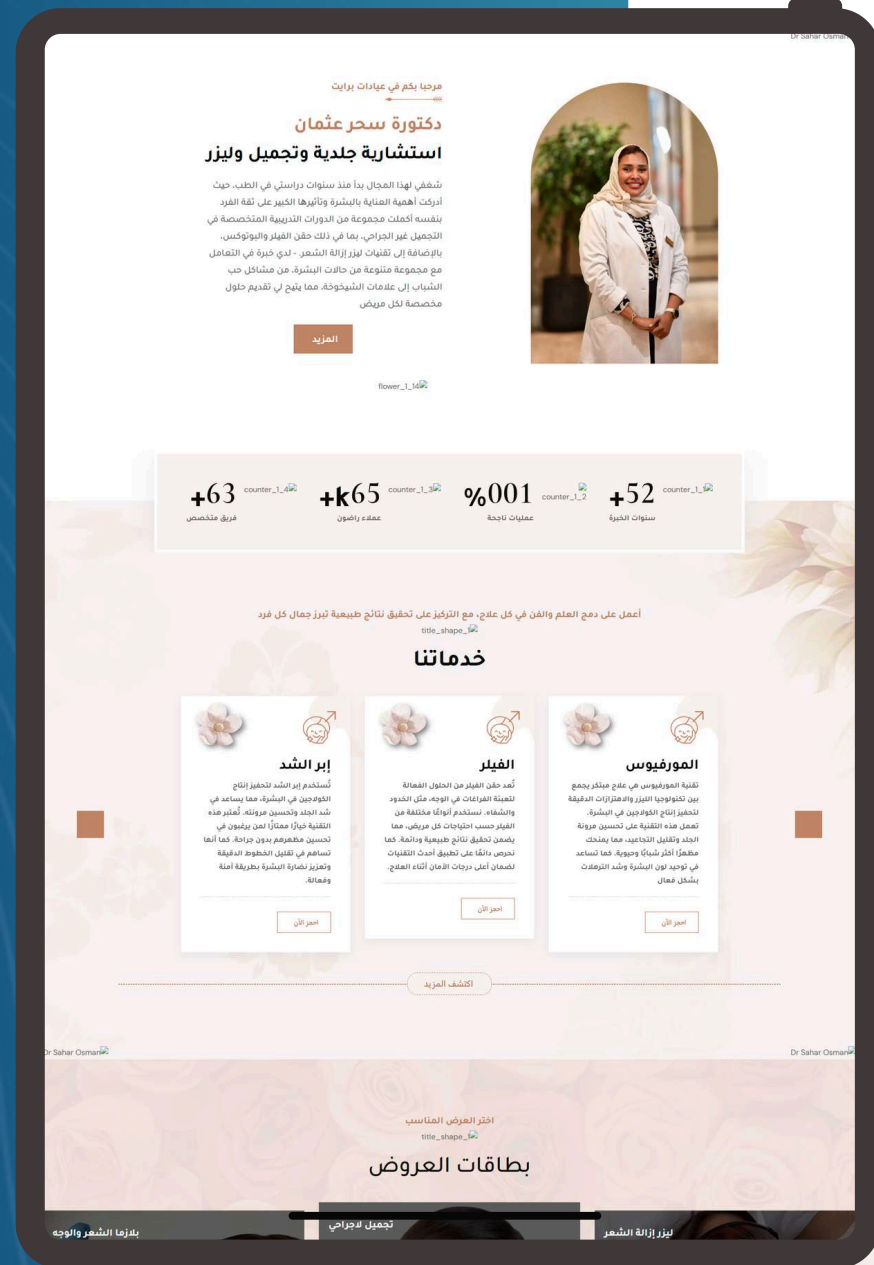 Dr Sahar Osman
مرحبا بكم في عيادات برايت
دكتورة سحر عثمان
استشارية جلدية وتجميل وليزر
شغفي لهذا المجال بدأ منذ سنوات دراستي في الطب، حيث
أدركت أهمية العناية بالبشرة وتأثيرها الكبير على ثقة الفرد
بنفسه أكملت مجموعة من الدورات التدريبية المتخصصة في
التجميل غير الجراحي، بما في ذلك حقن الفيلر والبوتوكس،
بالإضافة إلى تقنيات ليزر إزالة الشعر. - لدي خبرة في التعامل
مع مجموعة متنوعة من حالات البشرة، من مشاكل حب
الشباب إلى علامات الشيخوخة، مما يتيح لي تقديم حلول
مخصصة لكل مريض
المزيد
flower_1_14
counter_1_1
+52
سنوات الخبرة
counter_1_2
%001
عمليات ناجحة
counter_1_3
+k65
عملاء راضون
counter_1_4
+63
فريق متخصص
أعمل على دمج العلم والفن في كل علاج، مع التركيز على تحقيق نتائج طبيعية تبرز جمال كل فرد
title_shape_1
خدماتنا
المورفيوس
تقنية المورفيوس هي علاج مبتكر يجمع
بين تكنولوجيا الليزر والاهتزازات الدقيقة
لتحفيز إنتاج الكولاجين في البشرة.
تعمل هذه التقنية على تحسين مرونة
الجلد وتقليل التجاعيد، مما يمنحك
مظهرًا أكثر شبابًا وحيوية. كما تساعد
في توحيد لون البشرة وشد الترهلات
بشكل فعال
احجز الآن
الفيلر
تُعد حقن الفيلر من الحلول الفعالة
لتعبئة الفراغات في الوجه، مثل الخدود
والشفاه. نستخدم أنواعًا مختلفة من
الفيلر حسب احتياجات كل مريض، مما
يضمن تحقيق نتائج طبيعية ودائمة. كما
نحرص دائمًا على تطبيق أحدث التقنيات
لضمان أعلى درجات الأمان أثناء العلاج.
احجز الآن
إبر الشد
تُستخدم إبر الشد لتحفيز إنتاج
الكولاجين في البشرة، مما يساعد في
شد الجلد وتحسين مرونته. تُعتبر هذه
التقنية خيارًا ممتازًا لمن يرغبون في
تحسين مظهرهم بدون جراحة. كما أنها
تساهم في تقليل الخطوط الدقيقة
وتعزيز نضارة البشرة بطريقة آمنة
وفعالة.
احجز الآن
اكتشف المزيد
Dr Sahar Osman
Dr Sahar Osman
اختر العرض المناسب
title_shape_1
بطاقات العروض
ليزر إزالة الشعر
تجميل لاجراحي
بلازما الشعر والوجه